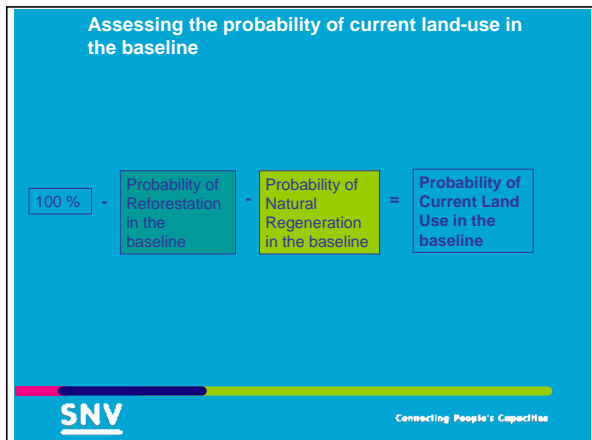 Assessing the probability of current land-use in
the baseline
100 % - Probability of Reforestation in the baseline - Probability of Natural Regeneration in the baseline = Probability of Current Land Use in the baseline
SNV
Connecting People's Capacities